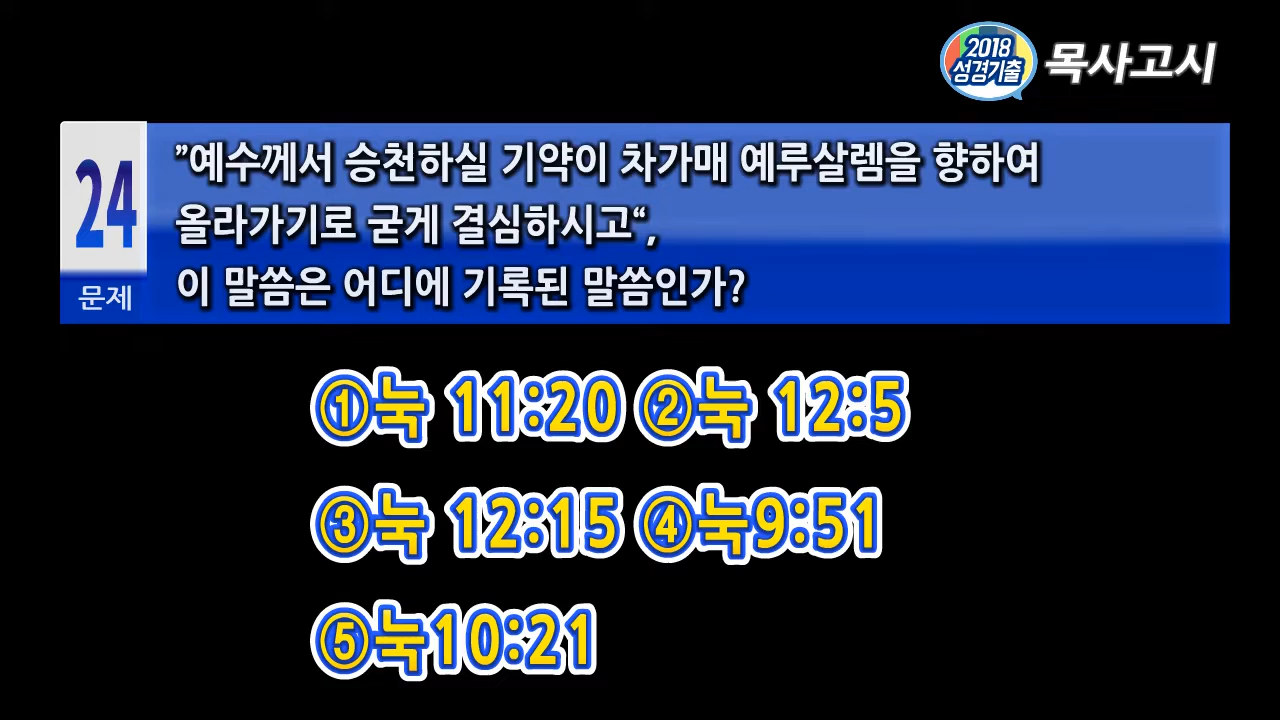 2018
성경기출
목사고시
24
문제
”예수께서 승천하실 기약이 차가매 예루살렘을 향하여
올라가기로 굳게 결심하시고“,
이 말씀은 어디에 기록된 말씀인가?
①눅 11:20 ②눅 12:5
③눅 12:15 ④눅9:51
⑤눅10:21